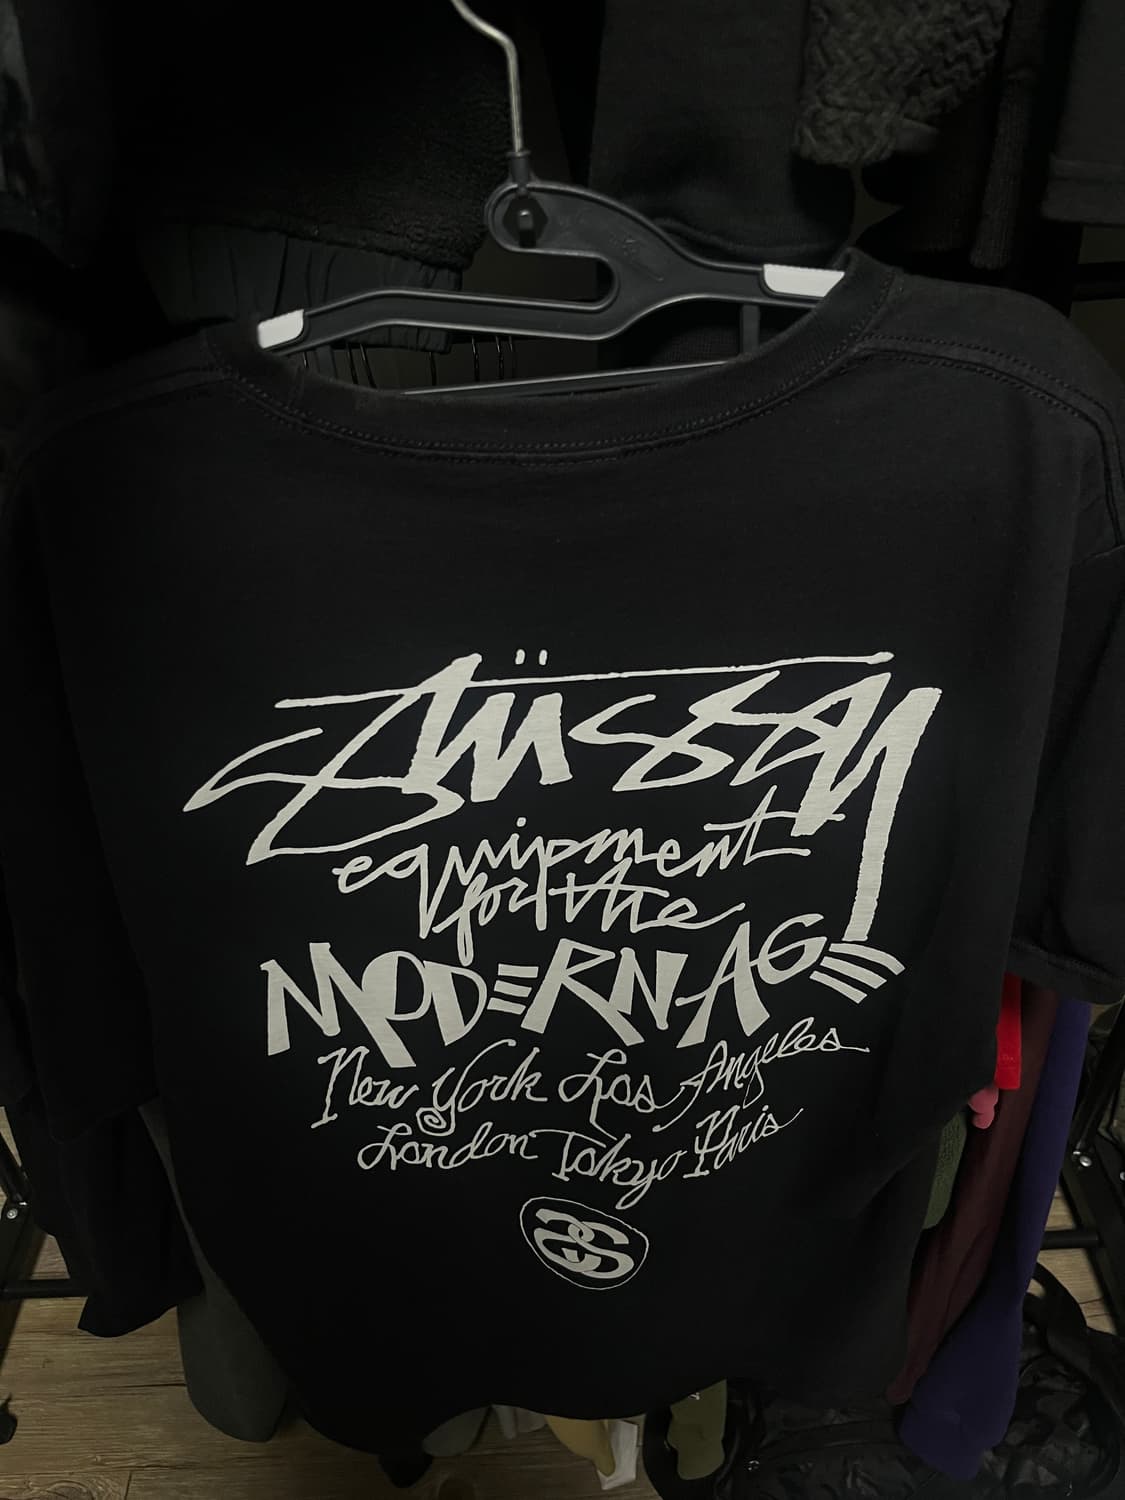 Stüssy
equipment
for the
MODERN AGE
New York Los Angeles
London Tokyo Paris
SS